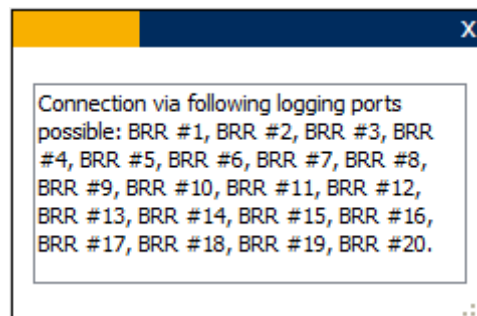 X
Connection via following logging ports
possible: BRR #1, BRR #2, BRR #3, BRR
#4, BRR #5, BRR #6, BRR #7, BRR #8,
BRR #9, BRR #10, BRR #11, BRR #12,
BRR #13, BRR #14, BRR #15, BRR #16,
BRR #17, BRR #18, BRR #19, BRR #20.